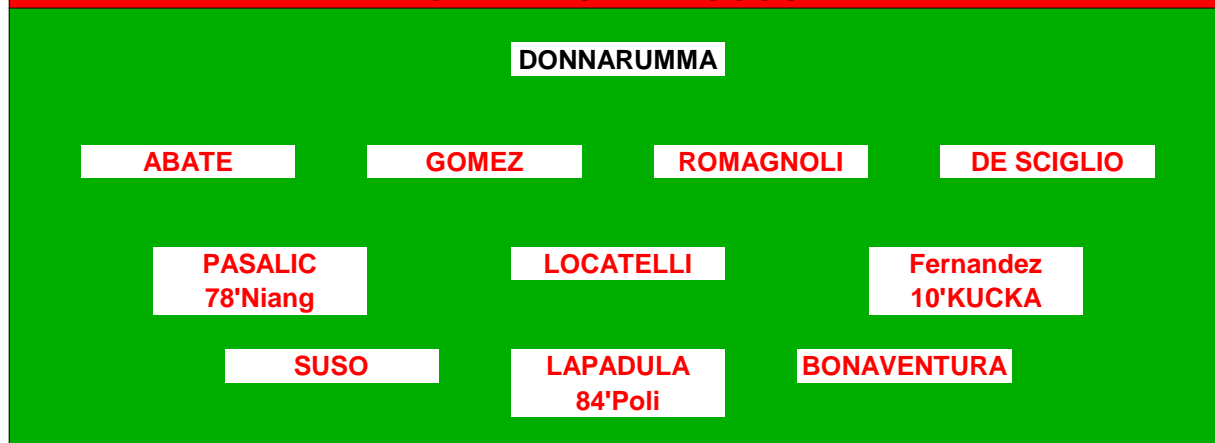 DONNARUMMA
ABATE GOMEZ ROMAGNOLI DE SCIGLIO
PASALIC LOCATELLI Fernandez
78'Niang 10'KUCKA
SUSO LAPADULA BONAVENTURA
84'Poli